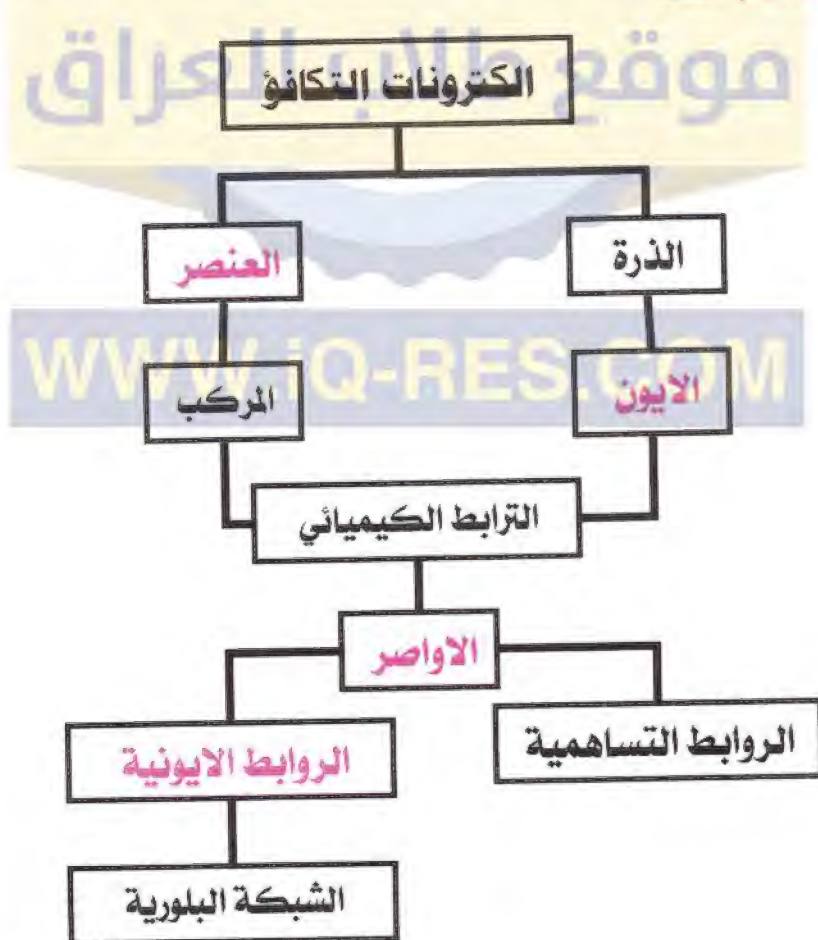 موقع طلاب العراق
الكترونات التكافؤ
الذرة
العنصر
WWW.iQ-RES.COM
الايون
المركب
الترابط الكيميائي
الاواصر
الروابط التساهمية
الروابط الايونية
الشبكة البلورية